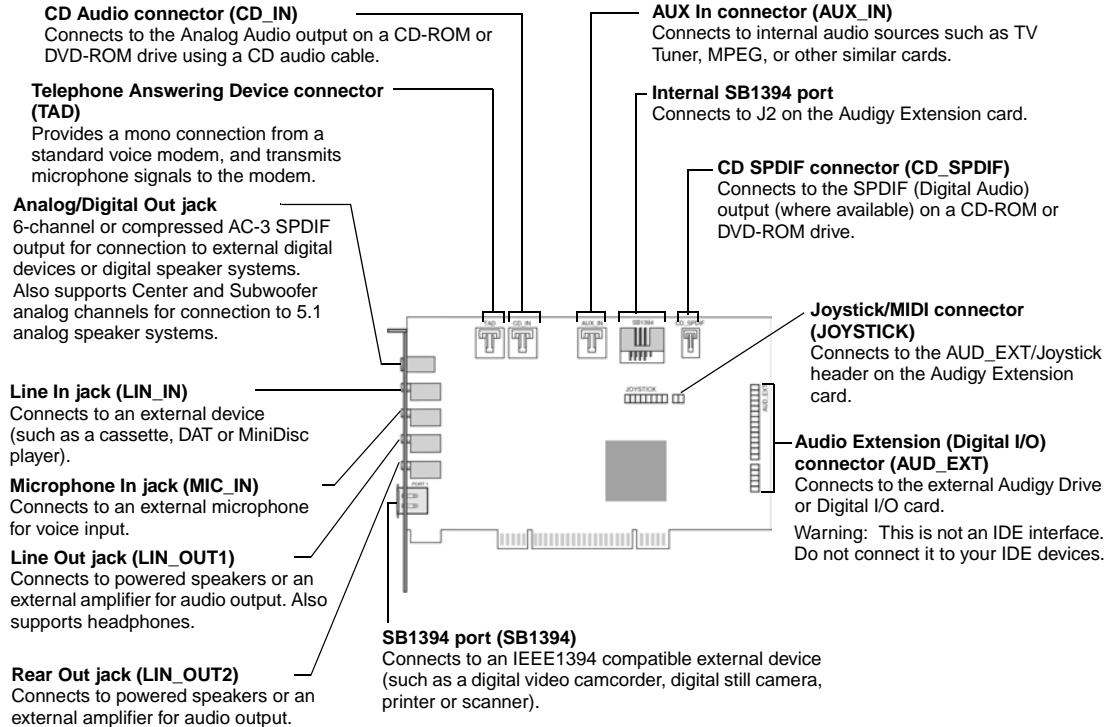 CD Audio connector (CD_IN)
Connects to the Analog Audio output on a CD-ROM or
DVD-ROM drive using a CD audio cable.
Telephone Answering Device connector
(TAD)
Provides a mono connection from a
standard voice modem, and transmits
microphone signals to the modem.
Analog/Digital Out jack
6-channel or compressed AC-3 SPDIF
output for connection to external digital
devices or digital speaker systems.
Also supports Center and Subwoofer
analog channels for connection to 5.1
analog speaker systems.
Line In jack (LIN_IN)
Connects to an external device
(such as a cassette, DAT or MiniDisc
player).
Microphone In jack (MIC_IN)
Connects to an external microphone
for voice input.
Line Out jack (LIN_OUT1)
Connects to powered speakers or an
external amplifier for audio output. Also
supports headphones.
Rear Out jack (LIN_OUT2)
Connects to powered speakers or an
external amplifier for audio output.
AUX In connector (AUX_IN)
Connects to internal audio sources such as TV
Tuner, MPEG, or other similar cards.
Internal SB1394 port
Connects to J2 on the Audigy Extension card.
CD SPDIF connector (CD_SPDIF)
Connects to the SPDIF (Digital Audio)
output (where available) on a CD-ROM or
DVD-ROM drive.
Joystick/MIDI connector
(JOYSTICK)
Connects to the AUD_EXT/Joystick
header on the Audigy Extension
card.
Audio Extension (Digital I/O)
connector (AUD_EXT)
Connects to the external Audigy Drive
or Digital I/O card.
Warning: This is not an IDE interface.
Do not connect it to your IDE devices.
SB1394 port (SB1394)
Connects to an IEEE1394 compatible external device
(such as a digital video camcorder, digital still camera,
printer or scanner).
TAD
CD_IN
AUX_IN
SB1394
CD_SPDIF
JOYSTICK
AUD_EXT
PORT 1